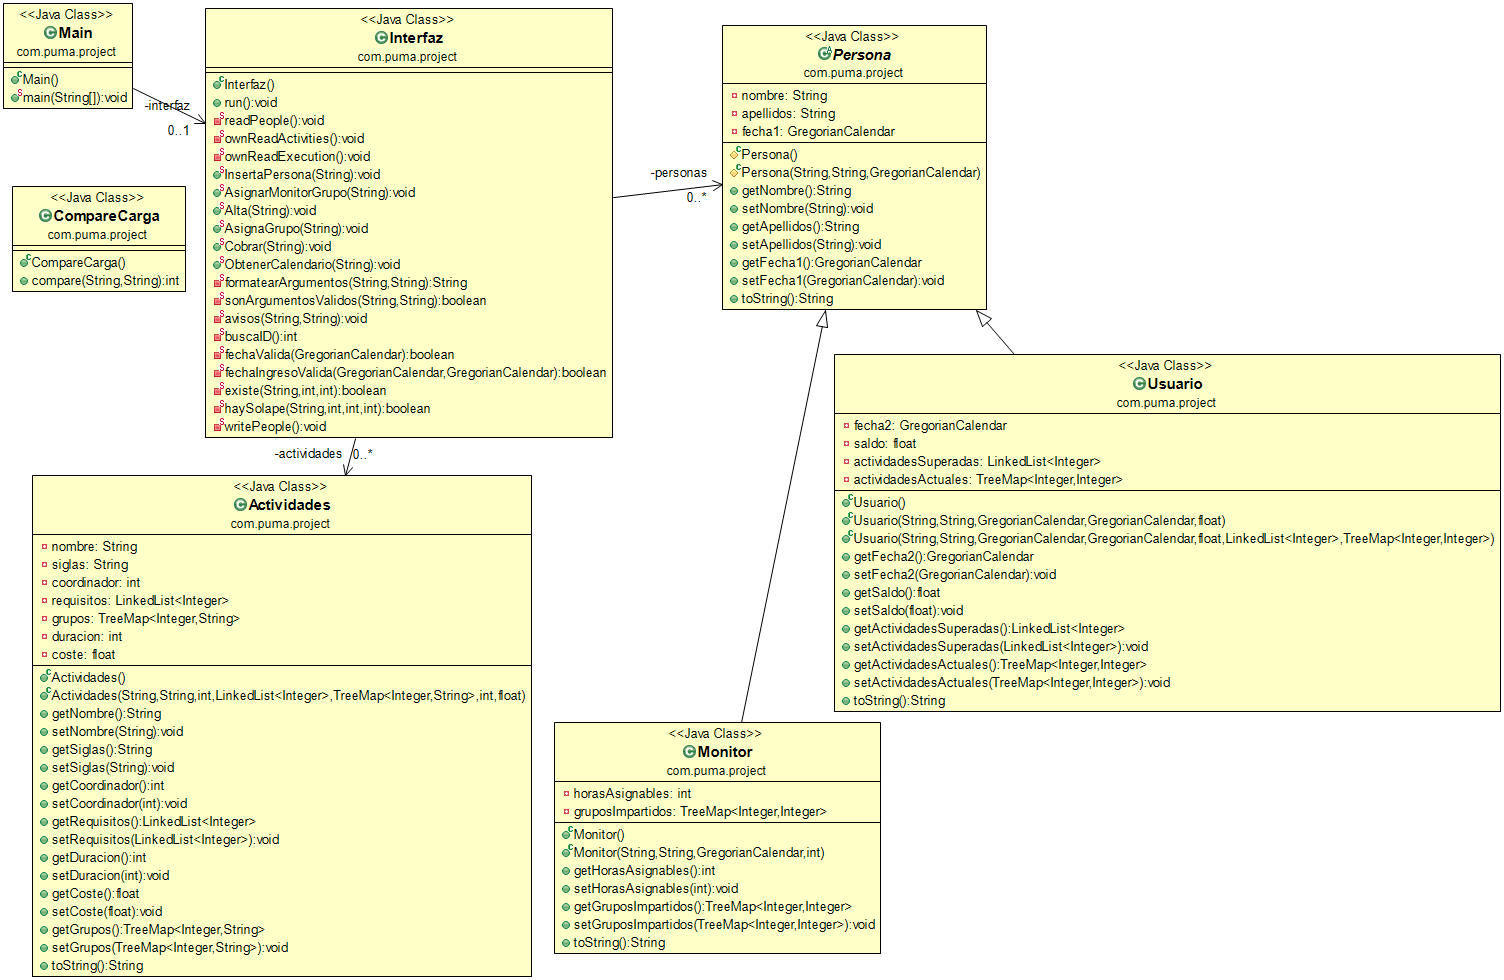 <<Java Class>>
Main
com.puma.project
Main()
main(String[]):void
-interfaz
0..1
<<Java Class>>
CompareCarga
com.puma.project
CompareCarga()
compare(String,String):int
<<Java Class>>
Interfaz
com.puma.project
Interfaz()
run():void
readPeople():void
ownReadActivities():void
ownReadExecution():void
InsertaPersona(String):void
AsignarMonitorGrupo(String):void
Alta(String):void
AsignaGrupo(String):void
Cobrar(String):void
ObtenerCalendario(String):void
formatearArgumentos(String,String):String
sonArgumentosValidos(String,String):boolean
avisos(String,String):void
buscaID():int
fechaValida(GregorianCalendar):boolean
fechaIngresoValida(GregorianCalendar,GregorianCalendar):boolean
existe(String,int,int):boolean
haySolape(String,int,int,int):boolean
writePeople():void
-personas
0..*
-actividades
0..*
<<Java Class>>
Persona
com.puma.project
nombre: String
apellidos: String
fecha1: GregorianCalendar
Persona()
Persona(String,String,GregorianCalendar)
getNombre():String
setNombre(String):void
getApellidos():String
setApellidos(String):void
getFecha1():GregorianCalendar
setFecha1(GregorianCalendar):void
toString():String
<<Java Class>>
Usuario
com.puma.project
fecha2: GregorianCalendar
saldo: float
actividadesSuperadas: LinkedList<Integer>
actividadesActuales: TreeMap<Integer,Integer>
Usuario()
Usuario(String,String,GregorianCalendar,GregorianCalendar,float)
Usuario(String,String,GregorianCalendar,GregorianCalendar,float,LinkedList<Integer>,TreeMap<Integer,Integer>)
getFecha2():GregorianCalendar
setFecha2(GregorianCalendar):void
getSaldo():float
setSaldo(float):void
getActividadesSuperadas():LinkedList<Integer>
setActividadesSuperadas(LinkedList<Integer>):void
getActividadesActuales():TreeMap<Integer,Integer>
setActividadesActuales(TreeMap<Integer,Integer>):void
toString():String
<<Java Class>>
Actividades
com.puma.project
nombre: String
siglas: String
coordinador: int
requisitos: LinkedList<Integer>
grupos: TreeMap<Integer,String>
duracion: int
coste: float
Actividades()
Actividades(String,String,int,LinkedList<Integer>,TreeMap<Integer,String>,int,float)
getNombre():String
setNombre(String):void
getSiglas():String
setSiglas(String):void
getCoordinador():int
setCoordinador(int):void
getRequisitos():LinkedList<Integer>
setRequisitos(LinkedList<Integer>):void
getDuracion():int
setDuracion(int):void
getCoste():float
setCoste(float):void
getGrupos():TreeMap<Integer,String>
setGrupos(TreeMap<Integer,String>):void
toString():String
<<Java Class>>
Monitor
com.puma.project
horasAsignables: int
gruposImpartidos: TreeMap<Integer,Integer>
Monitor()
Monitor(String,String,GregorianCalendar,int)
getHorasAsignables():int
setHorasAsignables(int):void
getGruposImpartidos():TreeMap<Integer,Integer>
setGruposImpartidos(TreeMap<Integer,Integer>):void
toString():String